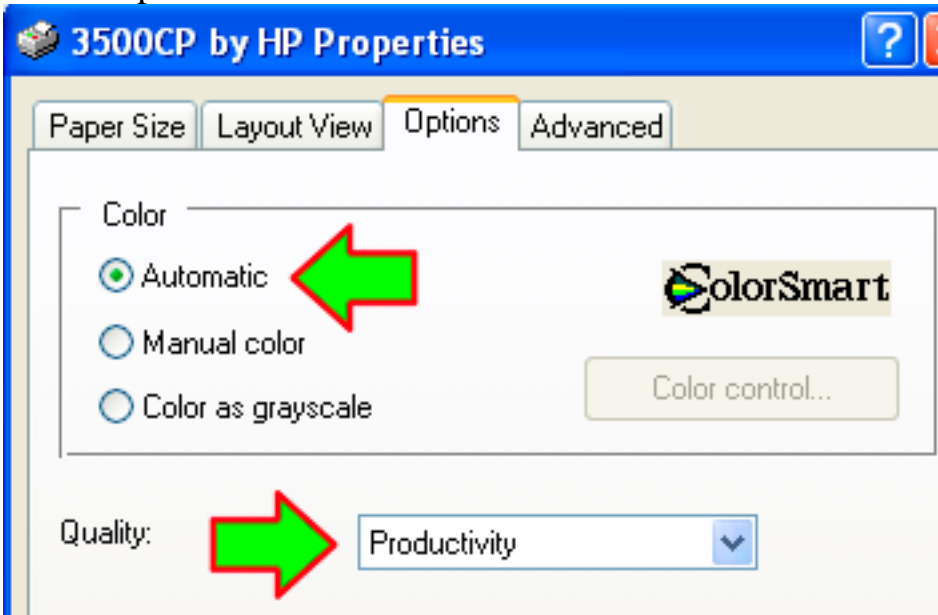 3500CP by HP Properties
Paper Size Layout View Options Advanced
Color
Automatic
ColorSmart
Manual color
Color control...
Color as grayscale
Quality: Productivity